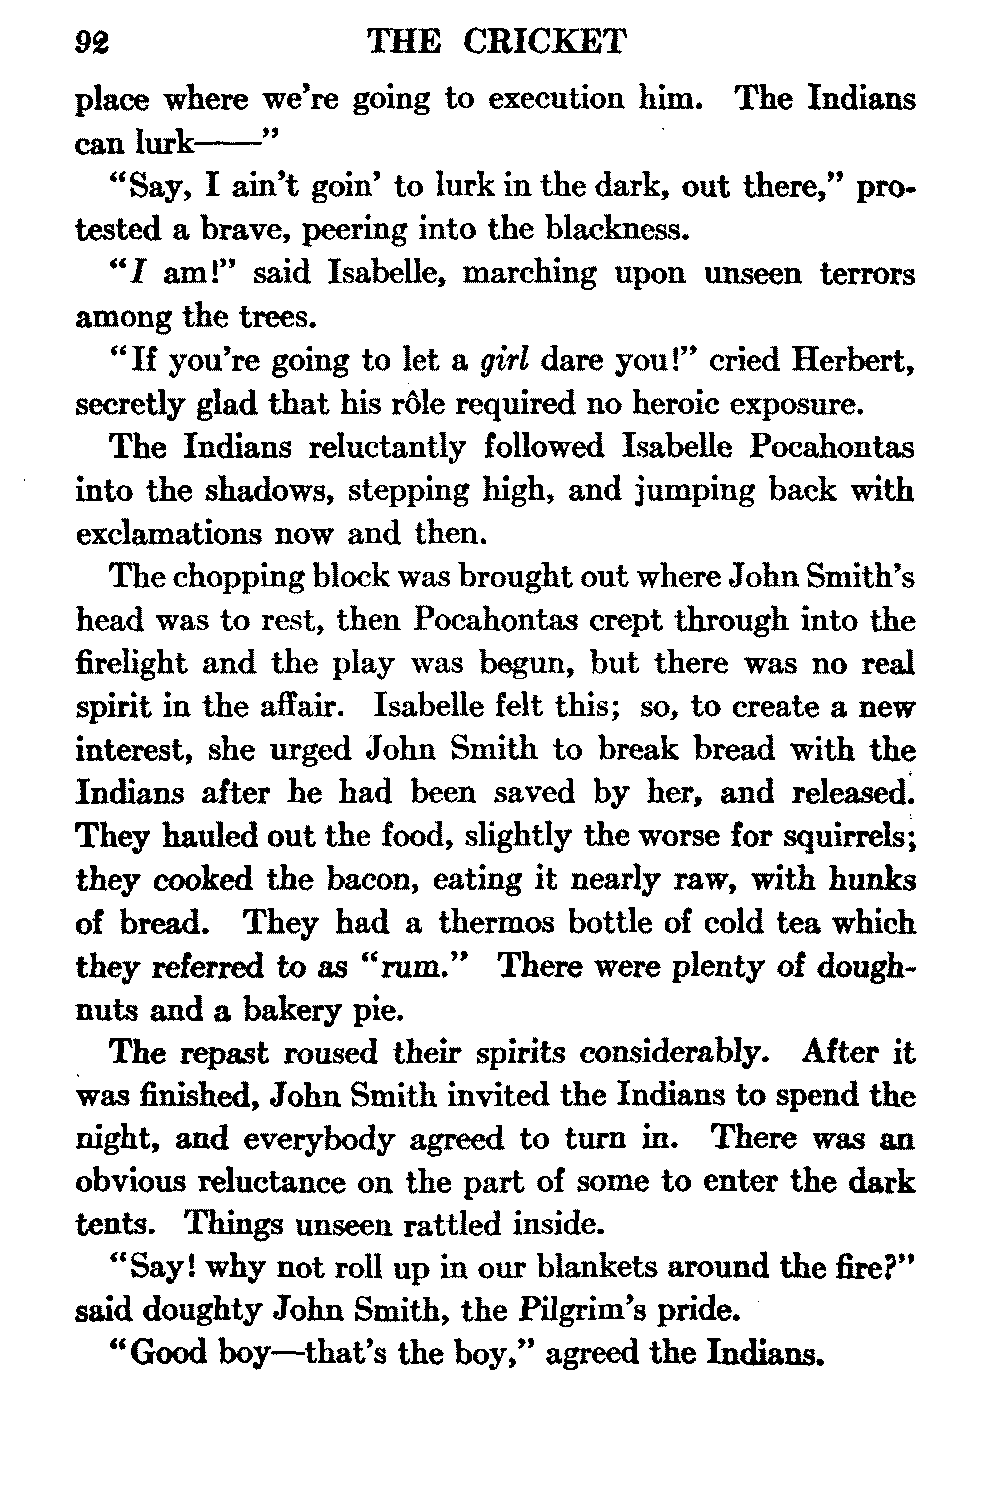 92 THE CRICKET
place where we're going to execution him. The Indians
can lurk——"
"Say, I ain't goin' to lurk in the dark, out there," pro-
tested a brave, peering into the blackness.
"I am!" said Isabelle, marching upon unseen terrors
among the trees.
"If you're going to let a girl dare you!" cried Herbert,
secretly glad that his rôle required no heroic exposure.
The Indians reluctantly followed Isabelle Pocahontas
into the shadows, stepping high, and jumping back with
exclamations now and then.
The chopping block was brought out where John Smith's
head was to rest, then Pocahontas crept through into the
firelight and the play was begun, but there was no real
spirit in the affair. Isabelle felt this; so, to create a new
interest, she urged John Smith to break bread with the
Indians after he had been saved by her, and released.
They hauled out the food, slightly the worse for squirrels;
they cooked the bacon, eating it nearly raw, with hunks
of bread. They had a thermos bottle of cold tea which
they referred to as "rum." There were plenty of dough-
nuts and a bakery pie.
The repast roused their spirits considerably. After it
was finished, John Smith invited the Indians to spend the
night, and everybody agreed to turn in. There was an
obvious reluctance on the part of some to enter the dark
tents. Things unseen rattled inside.
"Say! why not roll up in our blankets around the fire?"
said doughty John Smith, the Pilgrim's pride.
"Good boy—that's the boy," agreed the Indians.